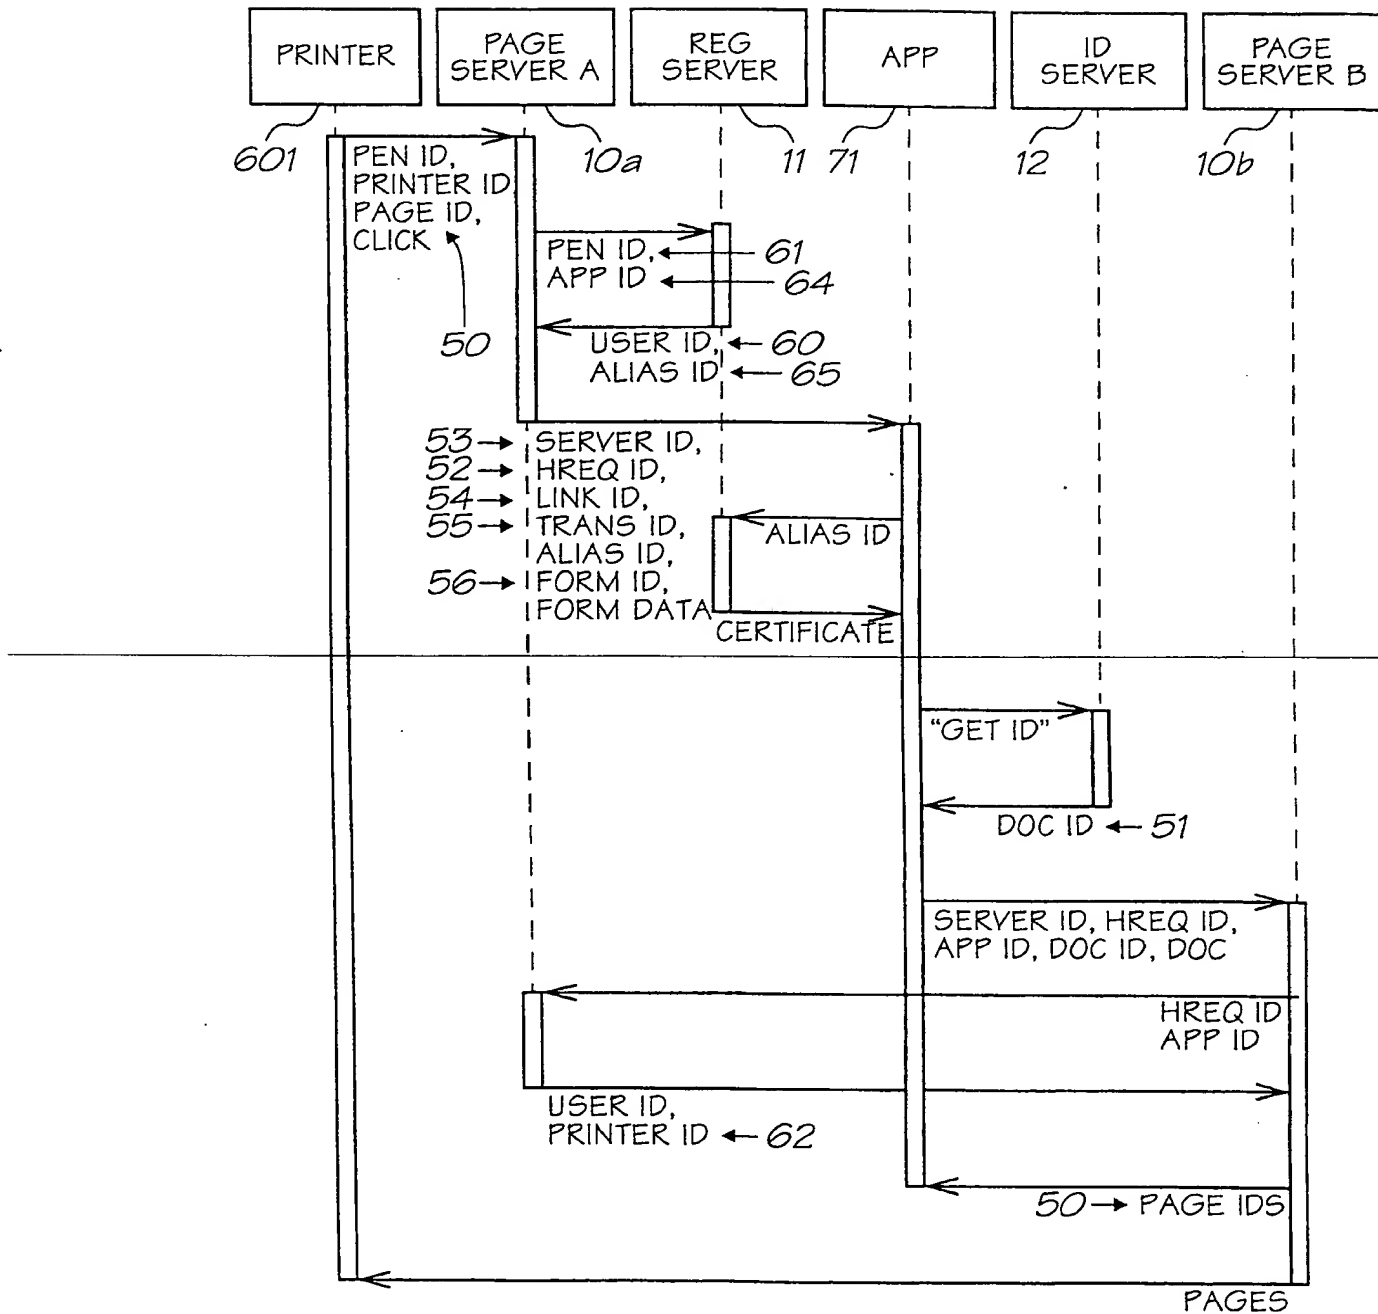 PRINTER
PAGE
SERVER A
REG
SERVER
APP
ID
SERVER
PAGE
SERVER B
601
10a
11
71
12
10b
PEN ID,
PRINTER ID
PAGE ID,
CLICK
50
PEN ID,
61
APP ID
64
USER ID,
60
ALIAS ID
65
53
SERVER ID,
52
HREQ ID,
54
LINK ID,
55
TRANS ID,
ALIAS ID,
56
FORM ID,
FORM DATA
ALIAS ID
CERTIFICATE
"GET ID"
DOC ID
51
SERVER ID, HREQ ID,
APP ID, DOC ID, DOC
HREQ ID
APP ID
USER ID,
PRINTER ID
62
50
PAGE IDS
PAGES